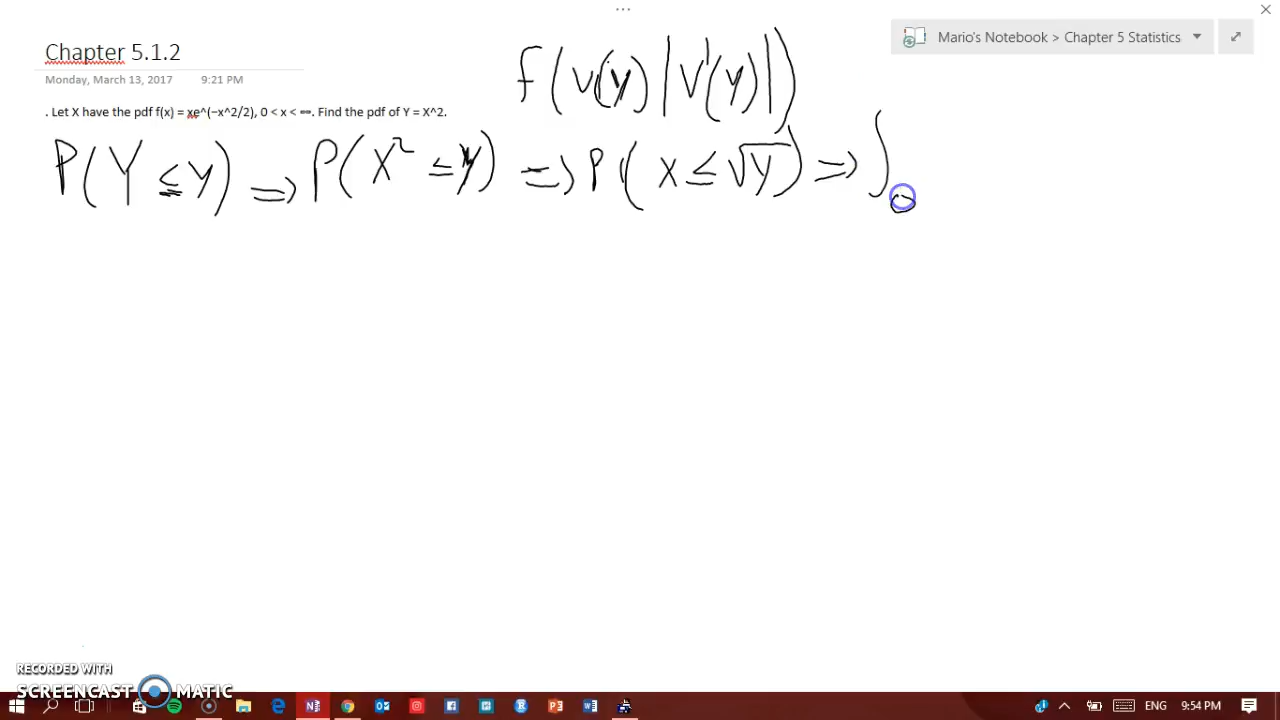 Mario's Notebook > Chapter 5 Statistics
Chapter 5.1.2
Monday, March 13, 2017 9:21 PM
f(v(y)|v'(y)|)
. Let X have the pdf f(x) = xe^(−x^2/2), 0 < x < ∞. Find the pdf of Y = X^2.
P(Y ≤ y) => P(X² ≤ y) => P(x ≤ √y) => ∫0
RECORDED WITH
SCREENCAST MATIC
ENG 9:54 PM